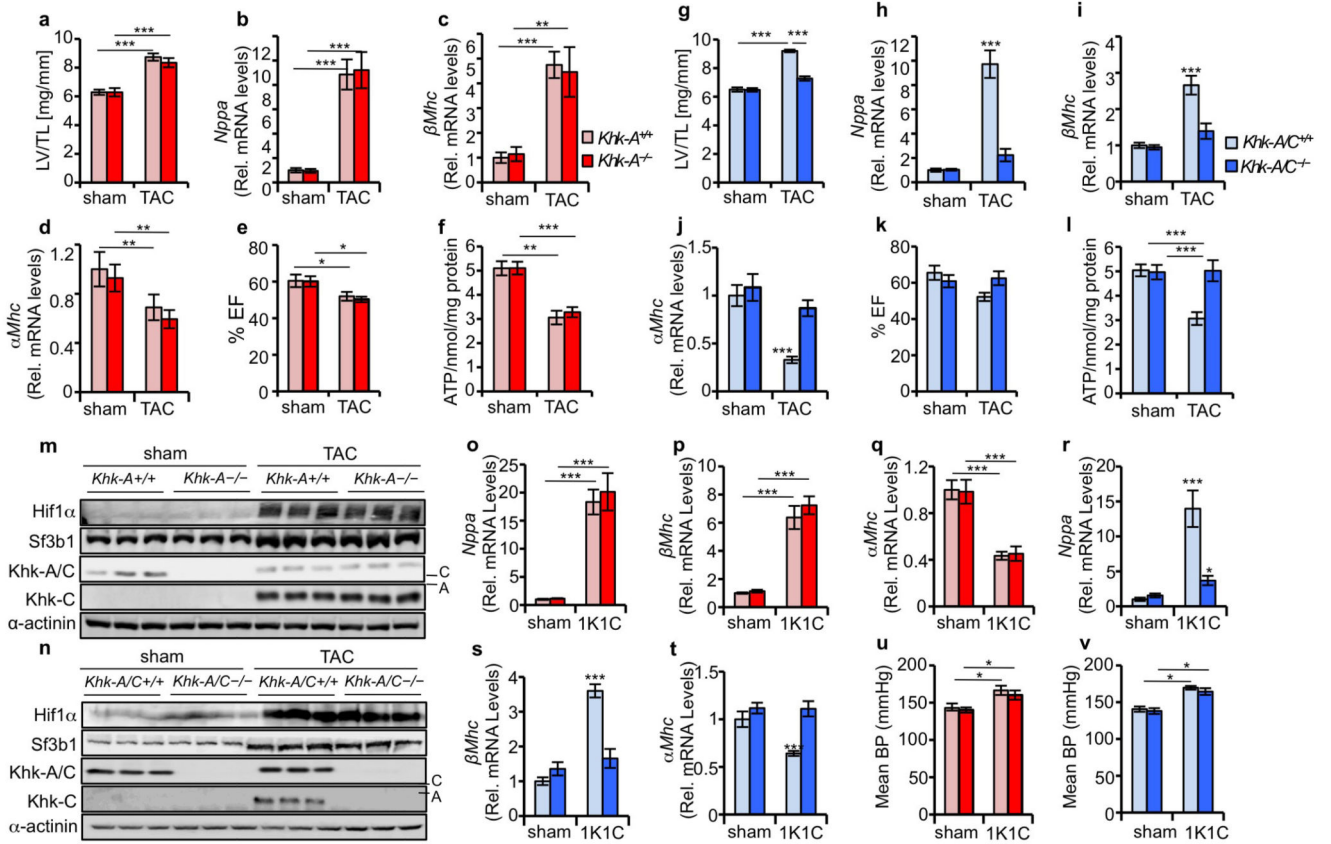 a
LV/TL [mg/mm]
10
8
6
4
2
0
***
***
sham TAC
b
Nppa
(Rel. mRNA levels)
12
10
8
6
4
2
0
***
***
sham TAC
c
βMhc
(Rel. mRNA levels)
7
6
5
4
3
2
1
0
**
***
sham TAC
Khk-A+/+
Khk-A−/−
g
LV/TL [mg/mm]
10
8
6
4
2
0
*** ***
sham TAC
h
Nppa
(Rel. mRNA levels)
12
10
8
6
4
2
0
***
sham TAC
i
βMhc
(Rel. mRNA levels)
4
3
2
1
0
***
sham TAC
Khk-A/C+/+
Khk-A/C−/−
d
αMhc
(Rel. mRNA levels)
1.2
0.8
0.4
0
**
**
sham TAC
e
% EF
80
60
40
20
0
*
*
sham TAC
f
ATP/nmol/mg protein
6
5
4
3
2
1
0
***
**
sham TAC
j
αMhc
(Rel. mRNA levels)
1.5
1
0.5
0
***
sham TAC
k
% EF
80
60
40
20
0
sham TAC
l
ATP/nmol/mg protein
6
5
4
3
2
1
0
***
***
sham TAC
m
sham TAC
Khk-A+/+ Khk-A−/− Khk-A+/+ Khk-A−/−
Hif1α
Sf3b1
Khk-A/C
C
A
Khk-C
α-actinin
n
sham TAC
Khk-A/C+/+ Khk-A/C−/− Khk-A/C+/+ Khk-A/C−/−
Hif1α
Sf3b1
Khk-A/C
C
A
Khk-C
α-actinin
o
Nppa
(Rel. mRNA Levels)
25
20
15
10
5
0
***
***
sham 1K1C
p
βMhc
(Rel. mRNA Levels)
10
8
6
4
2
0
***
***
sham 1K1C
q
αMhc
(Rel. mRNA Levels)
1.2
0.8
0.4
0
***
***
sham 1K1C
r
Nppa
(Rel. mRNA Levels)
20
15
10
5
0
***
*
sham 1K1C
s
βMhc
(Rel. mRNA Levels)
4
3
2
1
0
***
sham 1K1C
t
αMhc
(Rel. mRNA Levels)
1.5
1
0.5
0
***
sham 1K1C
u
Mean BP (mmHg)
200
150
100
50
0
*
*
sham 1K1C
v
Mean BP (mmHg)
200
150
100
50
0
*
*
sham 1K1C